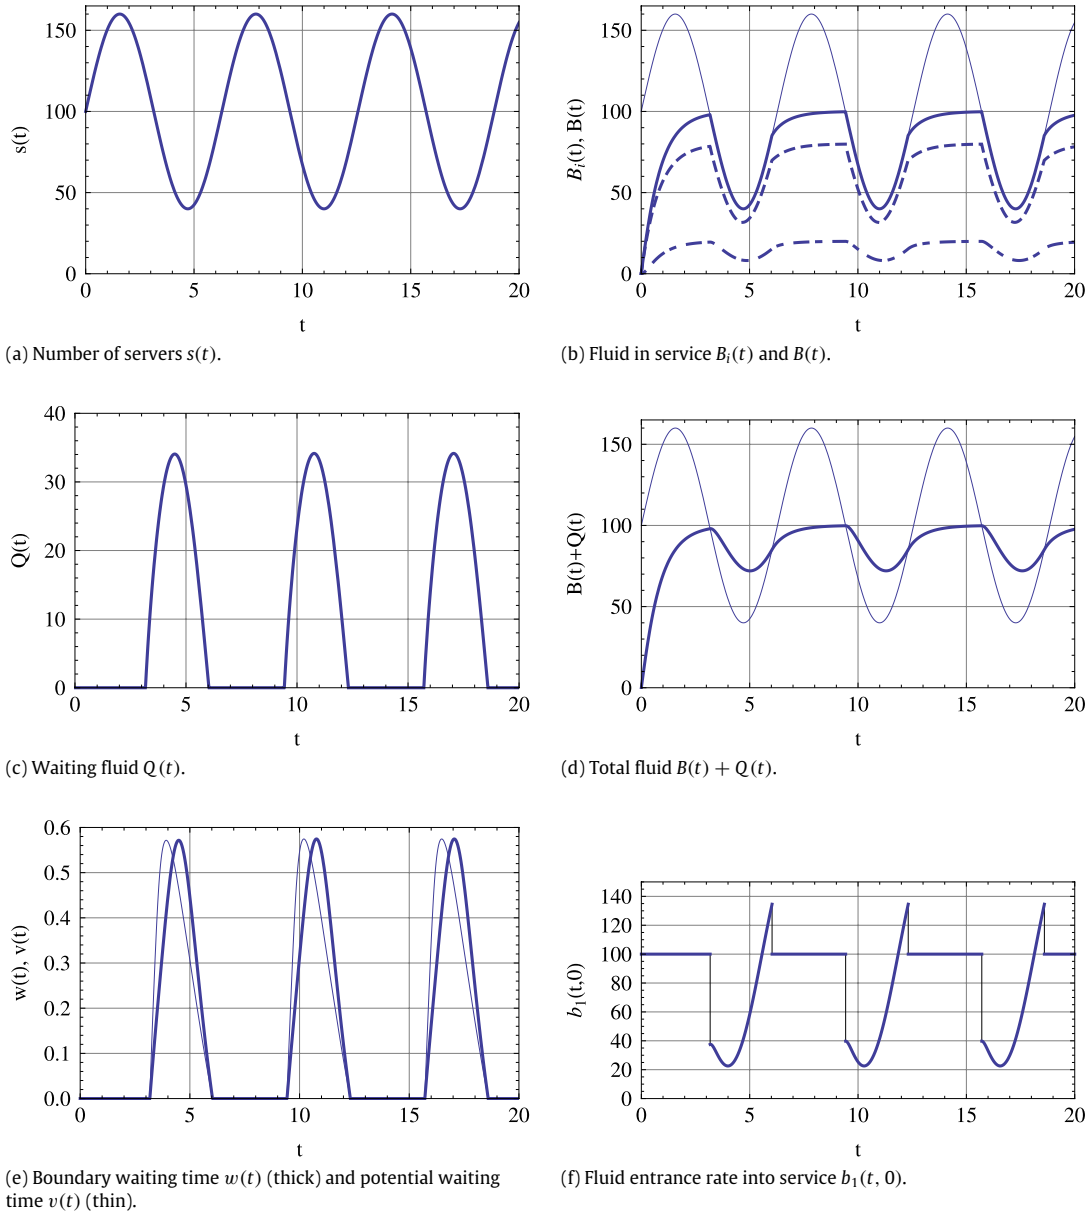 150
100
50
0
s(t)
0 5 10 15 20
t
(a) Number of servers s(t).
150
100
50
0
B_i(t), B(t)
0 5 10 15 20
t
(b) Fluid in service B_i(t) and B(t).
40
30
20
10
0
Q(t)
0 5 10 15 20
t
(c) Waiting fluid Q(t).
150
100
50
0
B(t)+Q(t)
0 5 10 15 20
t
(d) Total fluid B(t) + Q(t).
0.6
0.5
0.4
0.3
0.2
0.1
0.0
w(t), v(t)
0 5 10 15 20
t
(e) Boundary waiting time w(t) (thick) and potential waiting
time v(t) (thin).
140
120
100
80
60
40
20
0
b_1(t,0)
0 5 10 15 20
t
(f) Fluid entrance rate into service b_1(t, 0).